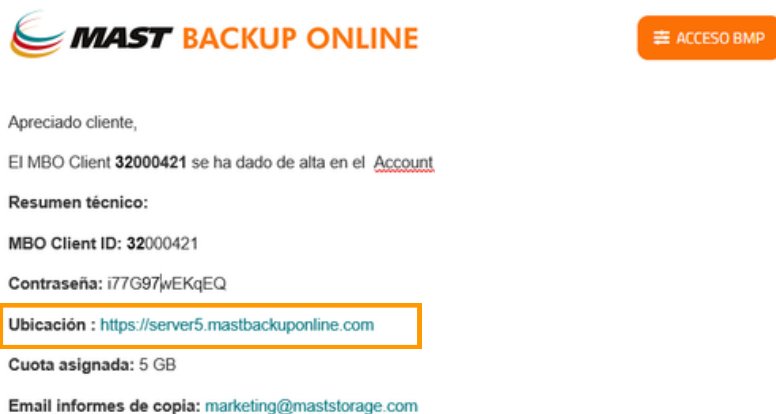 MAST BACKUP ONLINE
ACCESO BMP
Apreciado cliente,
El MBO Client 32000421 se ha dado de alta en el Account
Resumen técnico:
MBO Client ID: 32000421
Contraseña: i77G97wEKqEQ
Ubicación : https://server5.mastbackuponline.com
Cuota asignada: 5 GB
Email informes de copia: marketing@maststorage.com